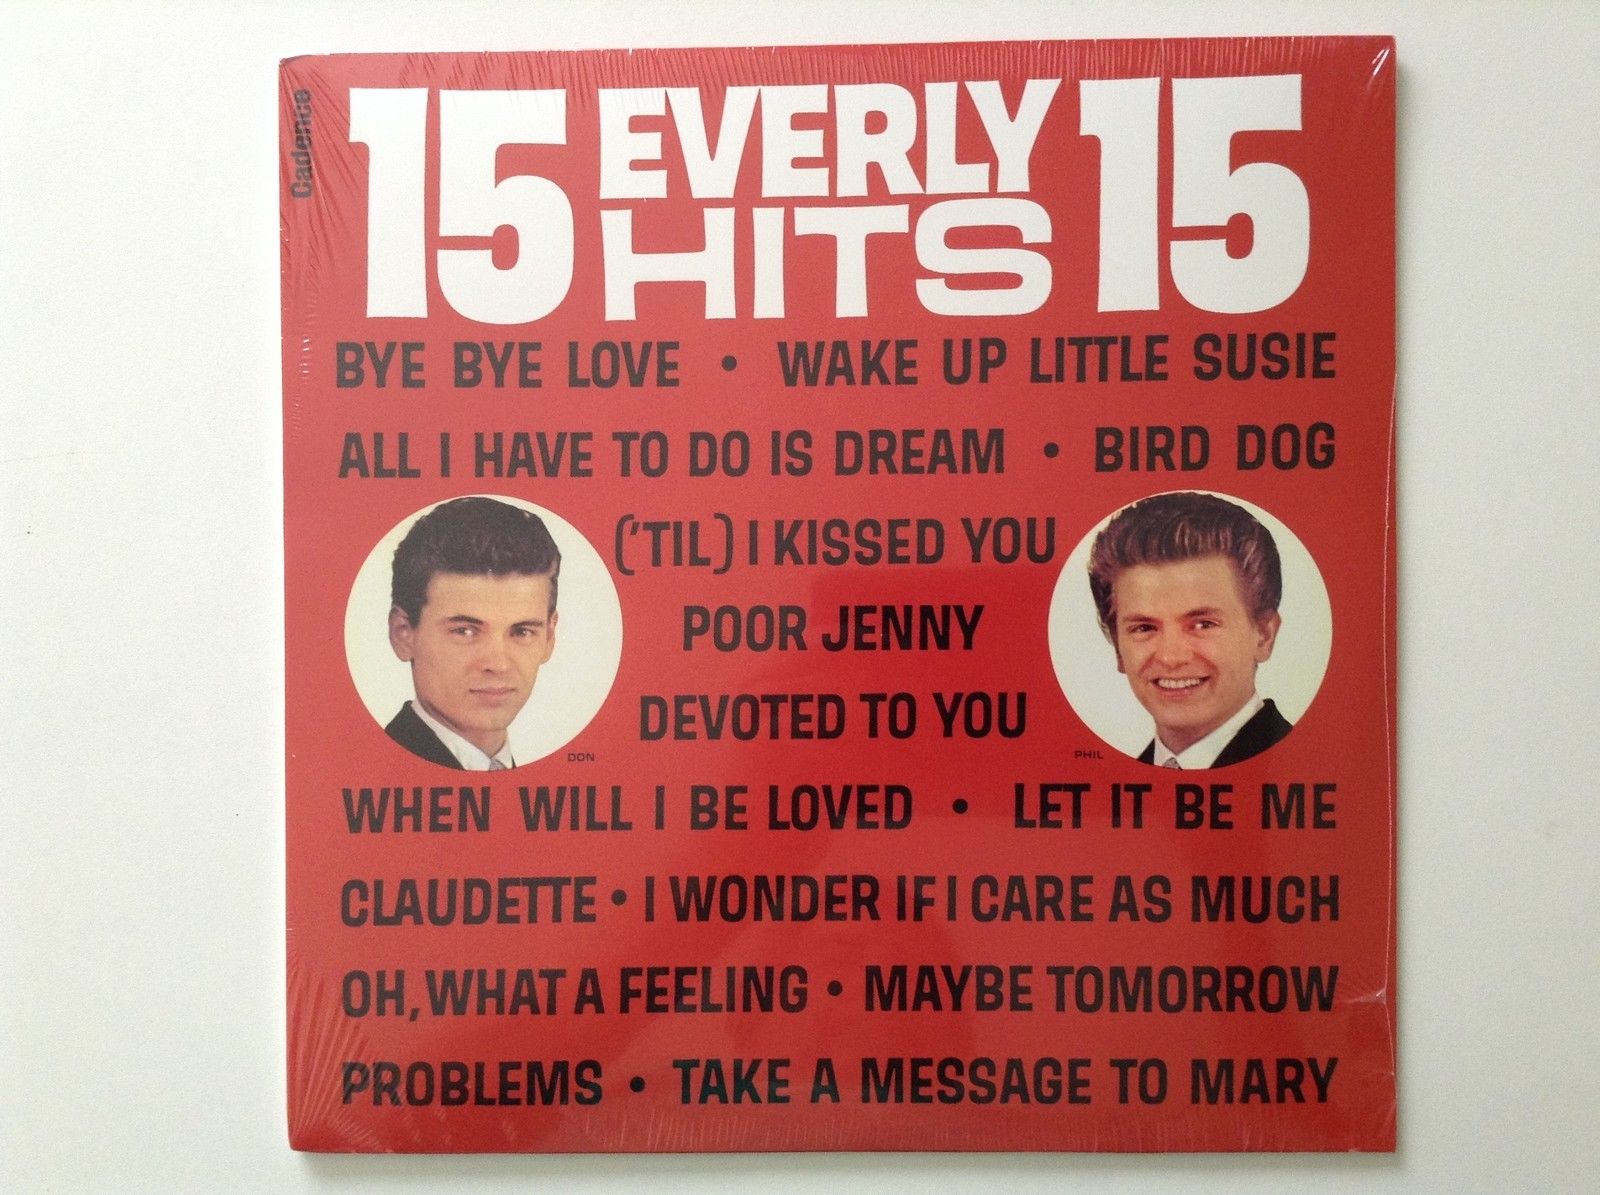 Cadence
15 EVERLY HITS 15
BYE BYE LOVE • WAKE UP LITTLE SUSIE
ALL I HAVE TO DO IS DREAM • BIRD DOG
('TIL) I KISSED YOU
POOR JENNY
DEVOTED TO YOU
DON
PHIL
WHEN WILL I BE LOVED • LET IT BE ME
CLAUDETTE • I WONDER IF I CARE AS MUCH
OH, WHAT A FEELING • MAYBE TOMORROW
PROBLEMS • TAKE A MESSAGE TO MARY